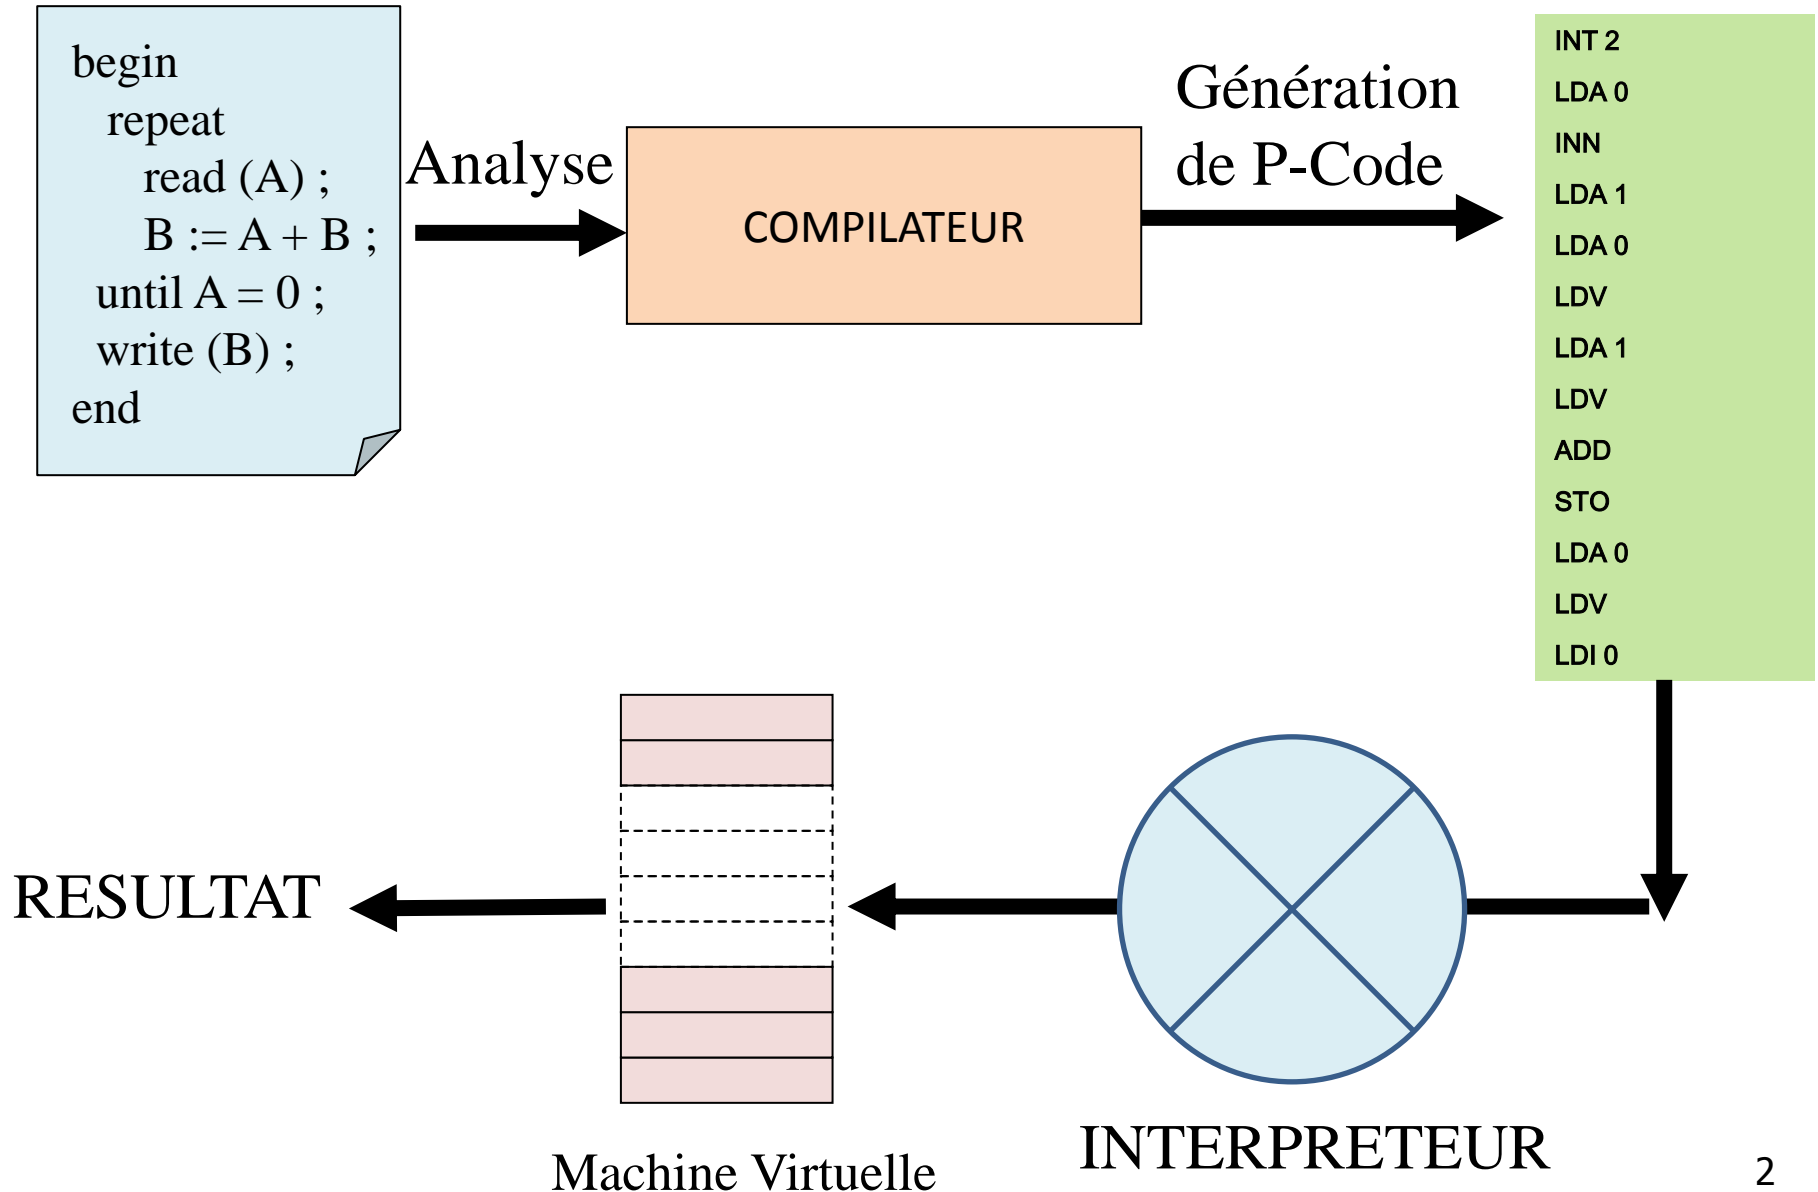 begin
repeat
read (A) ;
B := A + B ;
until A = 0 ;
write (B) ;
end
Analyse
COMPILATEUR
Génération
de P-Code
INT 2
LDA 0
INN
LDA 1
LDA 0
LDV
LDA 1
LDV
ADD
STO
LDA 0
LDV
LDI 0
RESULTAT
Machine Virtuelle
INTERPRETEUR
2